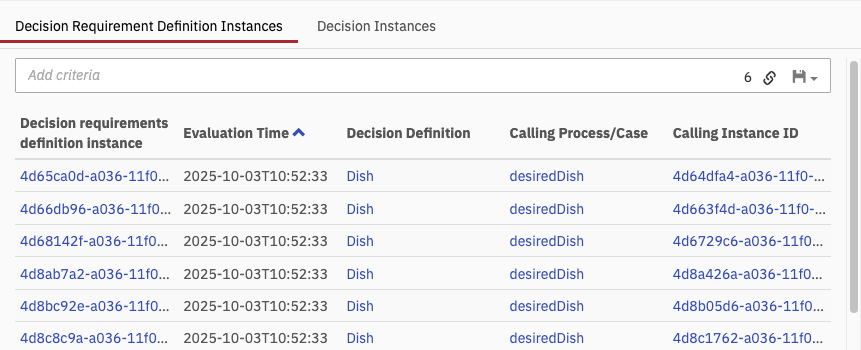 Decision Requirement Definition Instances Decision Instances
Add criteria 6
Decision requirements definition instance Evaluation Time Decision Definition Calling Process/Case Calling Instance ID
4d65ca0d-a036-11f0... 2025-10-03T10:52:33 Dish desiredDish 4d64dfa4-a036-11f0-...
4d66db96-a036-11f0... 2025-10-03T10:52:33 Dish desiredDish 4d663f4d-a036-11f0-...
4d68142f-a036-11f0... 2025-10-03T10:52:33 Dish desiredDish 4d6729c6-a036-11f0...
4d8ab7a2-a036-11f0... 2025-10-03T10:52:33 Dish desiredDish 4d8a426a-a036-11f0...
4d8bc92e-a036-11f0... 2025-10-03T10:52:33 Dish desiredDish 4d8b05d6-a036-11f0...
4d8c8c9a-a036-11f0... 2025-10-03T10:52:33 Dish desiredDish 4d8c1762-a036-11f0...